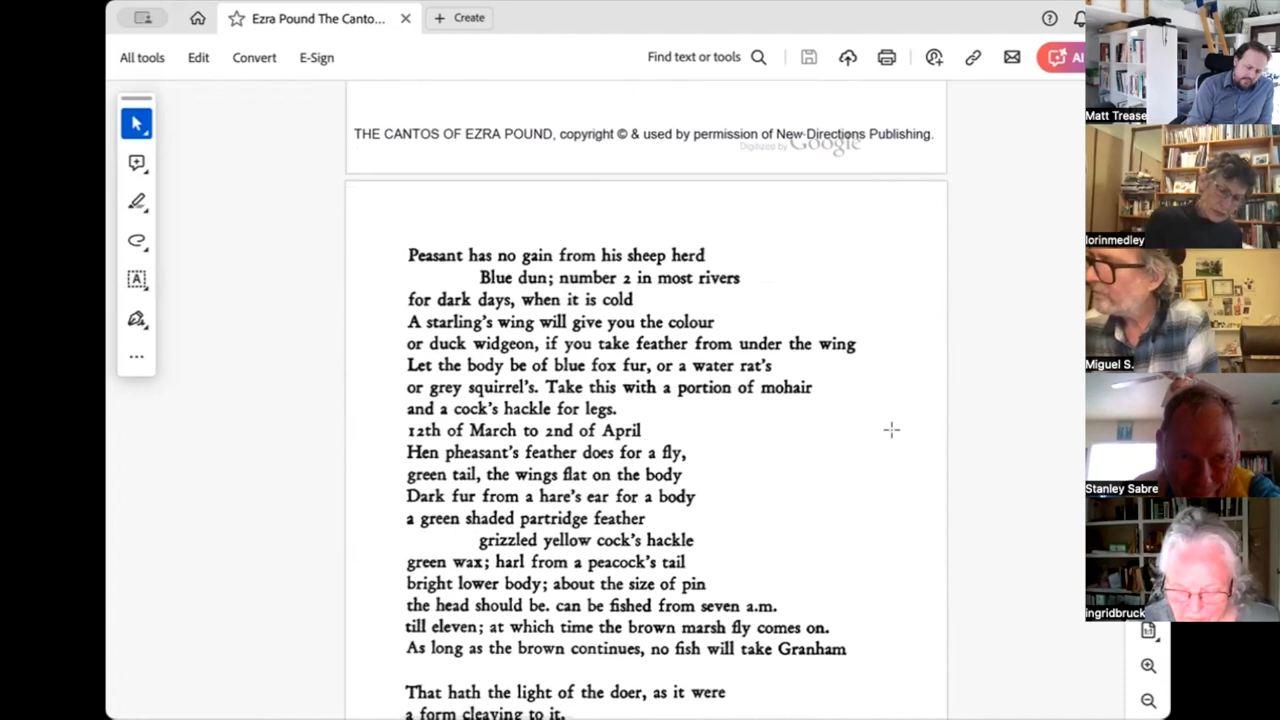 Ezra Pound The Canto...
Create
All tools
Edit
Convert
E-Sign
Find text or tools
AI
THE CANTOS OF EZRA POUND, copyright © & used by permission of New Directions Publishing.
Digitized by Google
Peasant has no gain from his sheep herd
Blue dun; number 2 in most rivers
for dark days, when it is cold
A starling's wing will give you the colour
or duck widgeon, if you take feather from under the wing
Let the body be of blue fox fur, or a water rat's
or grey squirrel's. Take this with a portion of mohair
and a cock's hackle for legs.
12th of March to 2nd of April
Hen pheasant's feather does for a fly,
green tail, the wings flat on the body
Dark fur from a hare's ear for a body
a green shaded partridge feather
grizzled yellow cock's hackle
green wax; harl from a peacock's tail
bright lower body; about the size of pin
the head should be. can be fished from seven a.m.
till eleven; at which time the brown marsh fly comes on.
As long as the brown continues, no fish will take Granham
That hath the light of the doer, as it were
a form cleaving to it.
Matt Trease
lorinmedley
Miguel S.
Stanley Sabre
ingridbruck